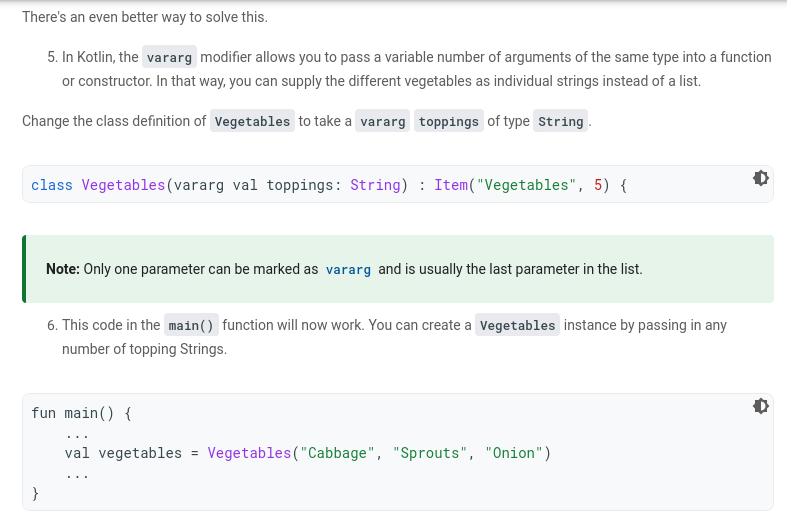 There's an even better way to solve this.
5. In Kotlin, the vararg modifier allows you to pass a variable number of arguments of the same type into a function
or constructor. In that way, you can supply the different vegetables as individual strings instead of a list.
Change the class definition of Vegetables to take a vararg toppings of type String .
class Vegetables(vararg val toppings: String) : Item("Vegetables", 5) {
Note: Only one parameter can be marked as vararg and is usually the last parameter in the list.
6. This code in the main() function will now work. You can create a Vegetables instance by passing in any
number of topping Strings.
fun main() {
    ...
    val vegetables = Vegetables("Cabbage", "Sprouts", "Onion")
    ...
}